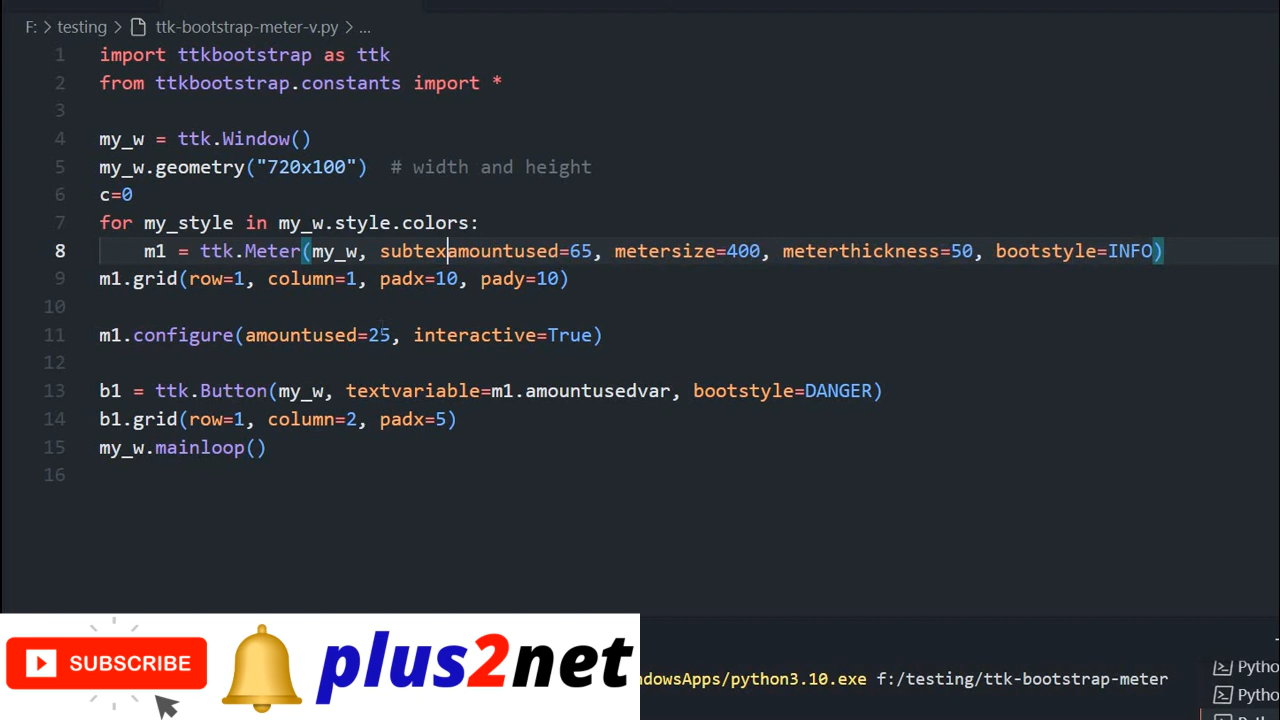 F: > testing > ttk-bootstrap-meter-v.py > ...
1 import ttkbootstrap as ttk
2 from ttkbootstrap.constants import *
3
4 my_w = ttk.Window()
5 my_w.geometry("720x100") # width and height
6 c=0
7 for my_style in my_w.style.colors:
8 m1 = ttk.Meter(my_w, subtexamountused=65, metersize=400, meterthickness=50, bootstyle=INFO)
9 m1.grid(row=1, column=1, padx=10, pady=10)
10
11 m1.configure(amountused=25, interactive=True)
12
13 b1 = ttk.Button(my_w, textvariable=m1.amountusedvar, bootstyle=DANGER)
14 b1.grid(row=1, column=2, padx=5)
15 my_w.mainloop()
16
SUBSCRIBE plus2net
ndowsApps/python3.10.exe f:/testing/ttk-bootstrap-meter
Pytho
Pytho